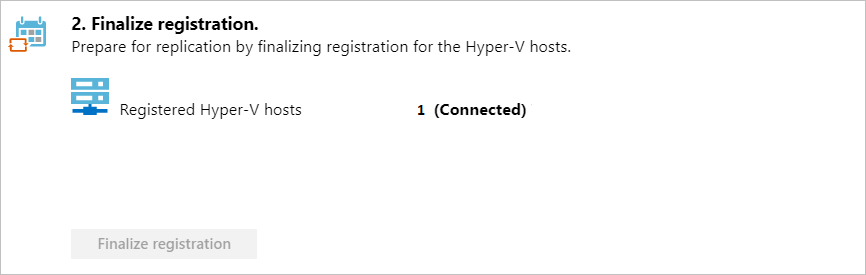 2. Finalize registration.
Prepare for replication by finalizing registration for the Hyper-V hosts.
Registered Hyper-V hosts 1 (Connected)
Finalize registration